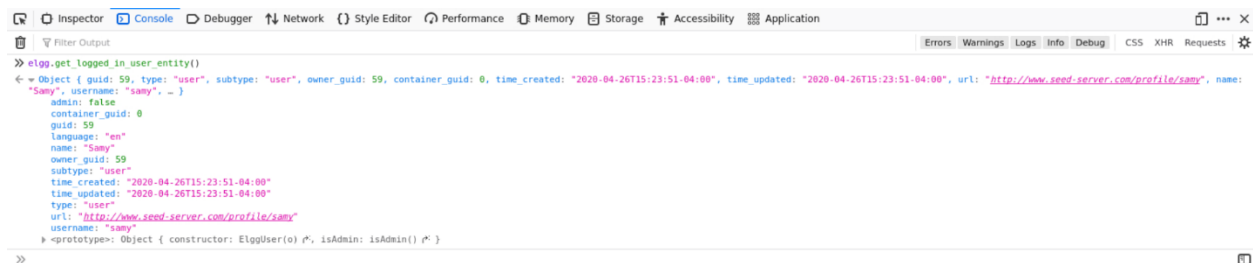 Inspector Console Debugger Network {} Style Editor Performance Memory Storage Accessibility Application
Filter Output Errors Warnings Logs Info Debug CSS XHR Requests
elgg.get_logged_in_user_entity()
Object { guid: 59, type: "user", subtype: "user", owner_guid: 59, container_guid: 0, time_created: "2020-04-26T15:23:51-04:00", time_updated: "2020-04-26T15:23:51-04:00", url: "http://www.seed-server.com/profile/samy", name:
"Samy", username: "samy", … }
admin: false
container_guid: 0
guid: 59
language: "en"
name: "Samy"
owner_guid: 59
subtype: "user"
time_created: "2020-04-26T15:23:51-04:00"
time_updated: "2020-04-26T15:23:51-04:00"
type: "user"
url: "http://www.seed-server.com/profile/samy"
username: "samy"
<prototype>: Object { constructor: ElggUser(o), isAdmin: isAdmin() }